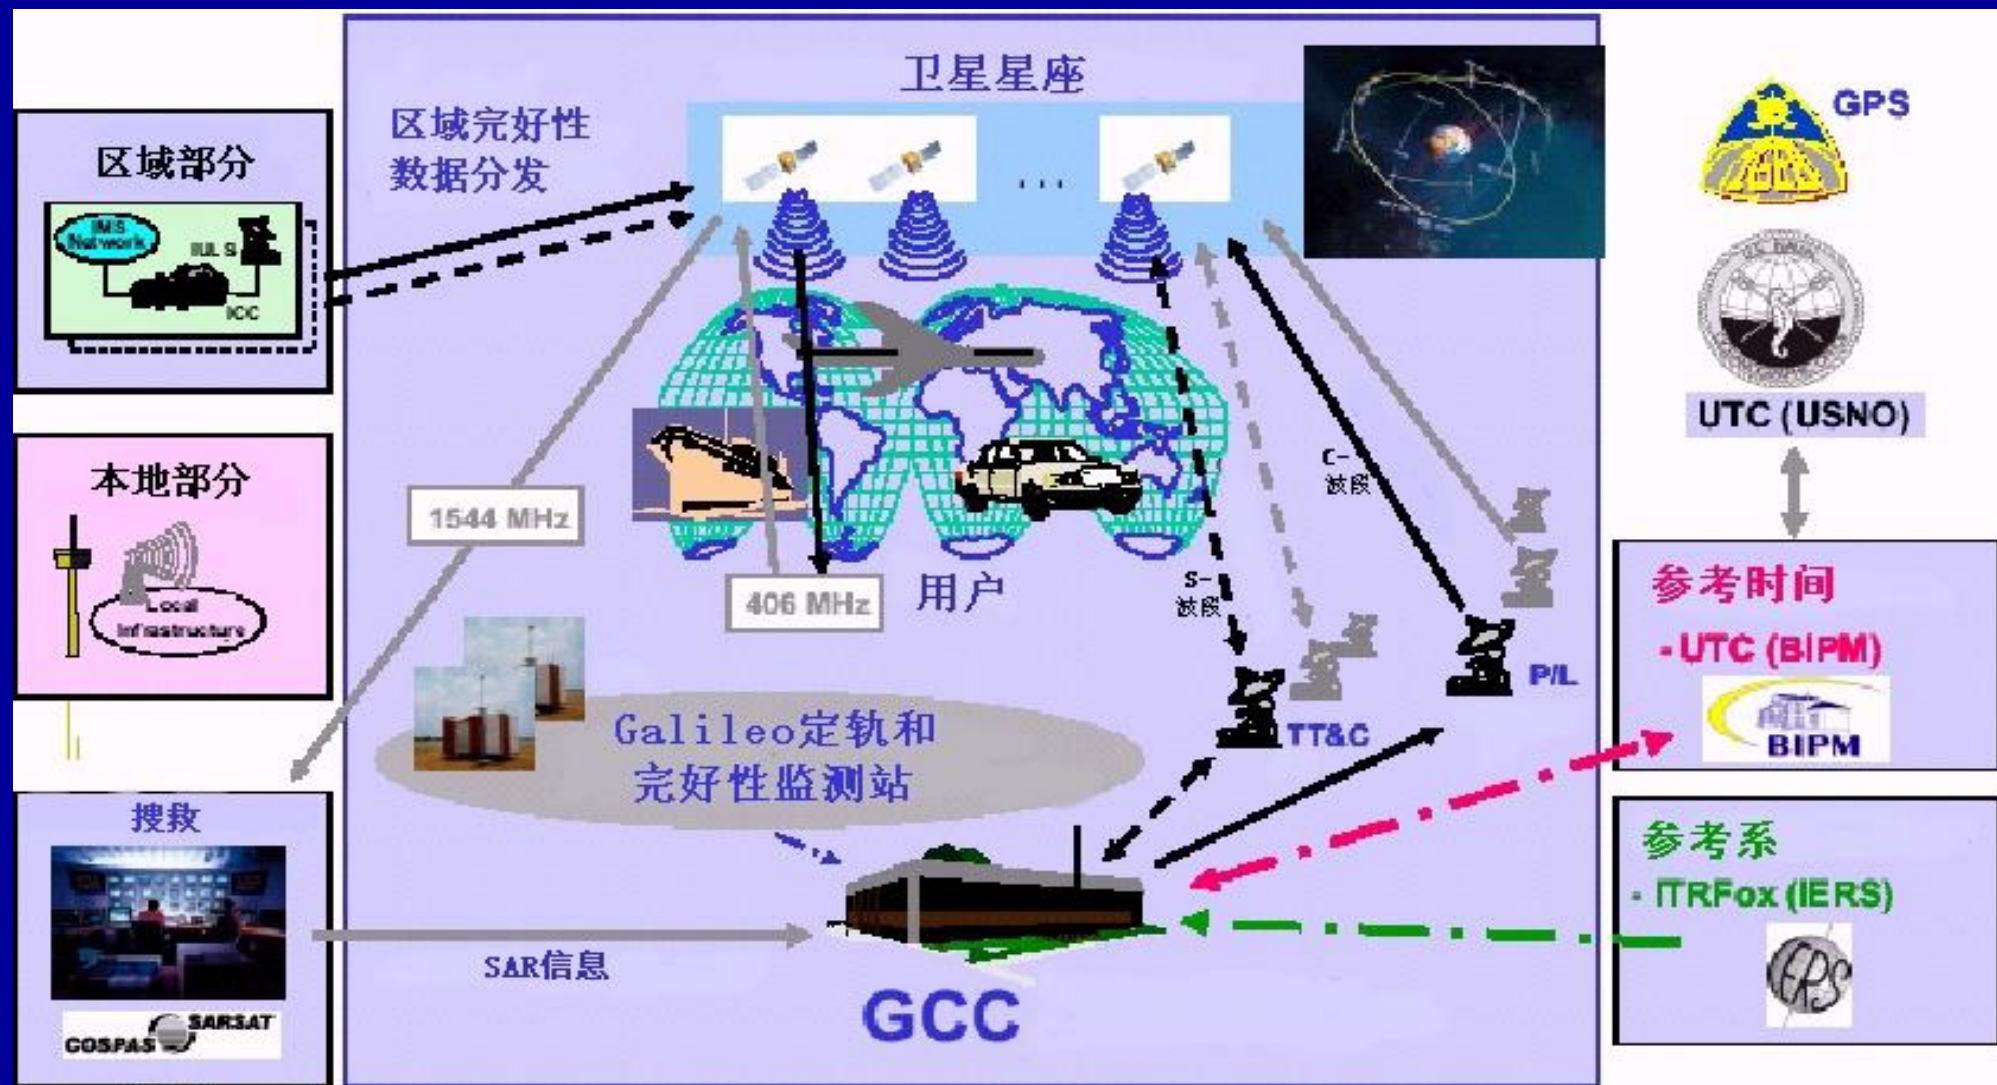 卫星星座
区域完好性
数据分发
...
区域部分
IMS
Network
IULS
ICC
本地部分
Local
Infrastructure
搜救
COSPAS SARSAT
1544 MHz
406 MHz
用户
S-
波段
C-
波段
TT&C
P/L
Galileo定轨和
完好性监测站
SAR信息
GCC
GPS
UTC (USNO)
参考时间
- UTC (BIPM)
BIPM
参考系
- ITRFox (IERS)
IERS